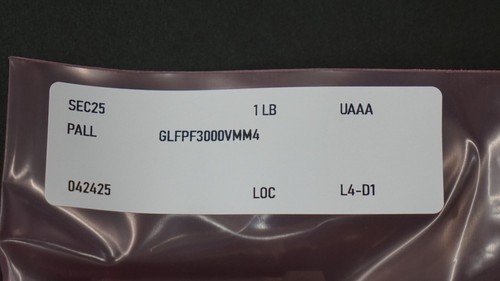 SEC25 1 LB UAAA
PALL GLFPF3000VMM4
042425 LOC L4-D1